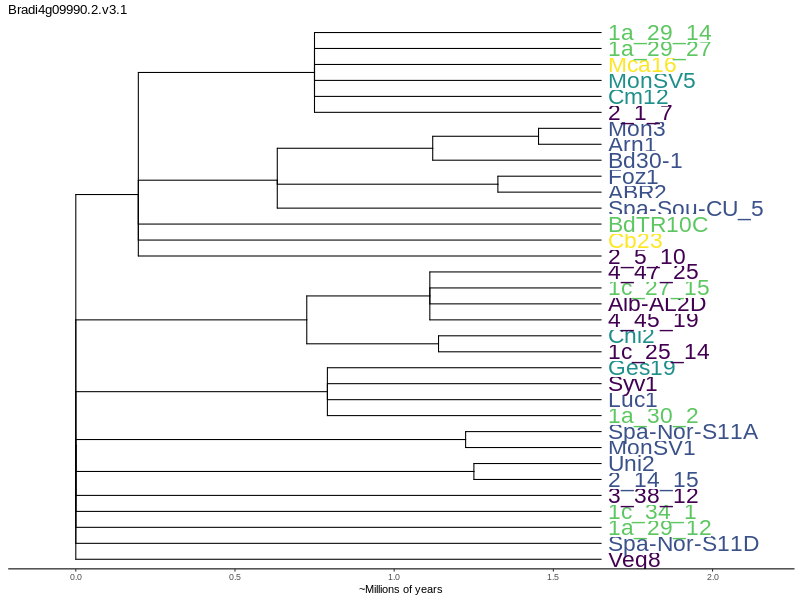 Bradi4g09990.2.v3.1
1a_29_14
1a_29_27
Mca16
MonSV5
Cm12
2_1_7
Mon3
Arn1
Bd30-1
Foz1
ABR2
Spa-Sou-CU_5
BdTR10C
Cb23
2_5_10
4_47_25
1c_27_15
Alb-AL2D
4_45_19
Chl2
1c_25_14
Ges19
Syv1
Luc1
1a_30_2
Spa-Nor-S11A
MonSV1
Uni2
2_14_15
3_38_12
1c_34_1
1a_29_12
Spa-Nor-S11D
Veq8
0.0 0.5 1.0 1.5 2.0
~Millions of years